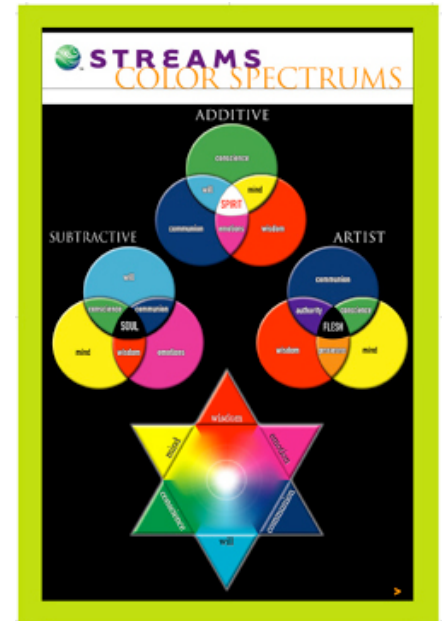 STREAMS
COLOR SPECTRUMS
ADDITIVE
conscience
will
mind
SPIRIT
communion
emotions
wisdom
SUBTRACTIVE
will
conscience
communion
SOUL
mind
wisdom
emotions
ARTIST
communion
authority
conscience
FLESH
wisdom
mind
wisdom
mind
emotion
conscience
communion
will
>